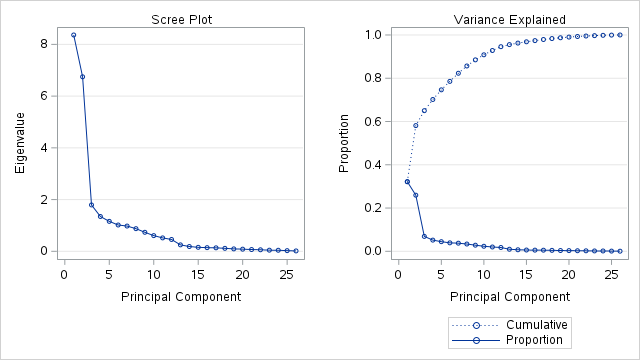 Scree Plot
8
6
4
2
0
Eigenvalue
0 5 10 15 20 25
Principal Component
Variance Explained
1.0
0.8
0.6
0.4
0.2
0.0
Proportion
0 5 10 15 20 25
Principal Component
Cumulative
Proportion